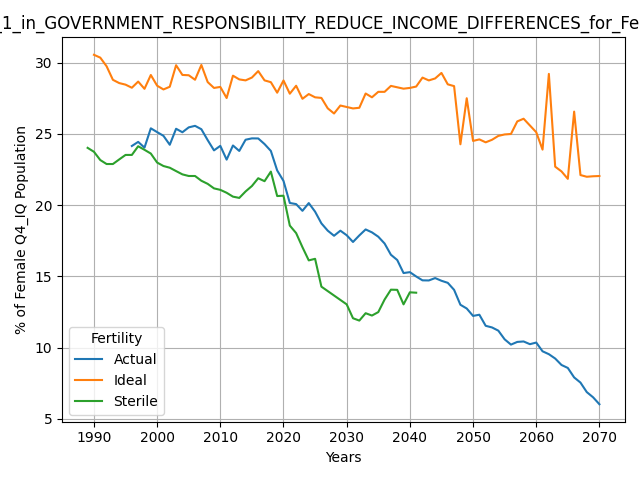 _1_in_GOVERNMENT_RESPONSIBILITY_REDUCE_INCOME_DIFFERENCES_for_Fe
% of Female Q4_IQ Population
30
25
20
15
10
5
Fertility
Actual
Ideal
Sterile
1990 2000 2010 2020 2030 2040 2050 2060 2070
Years